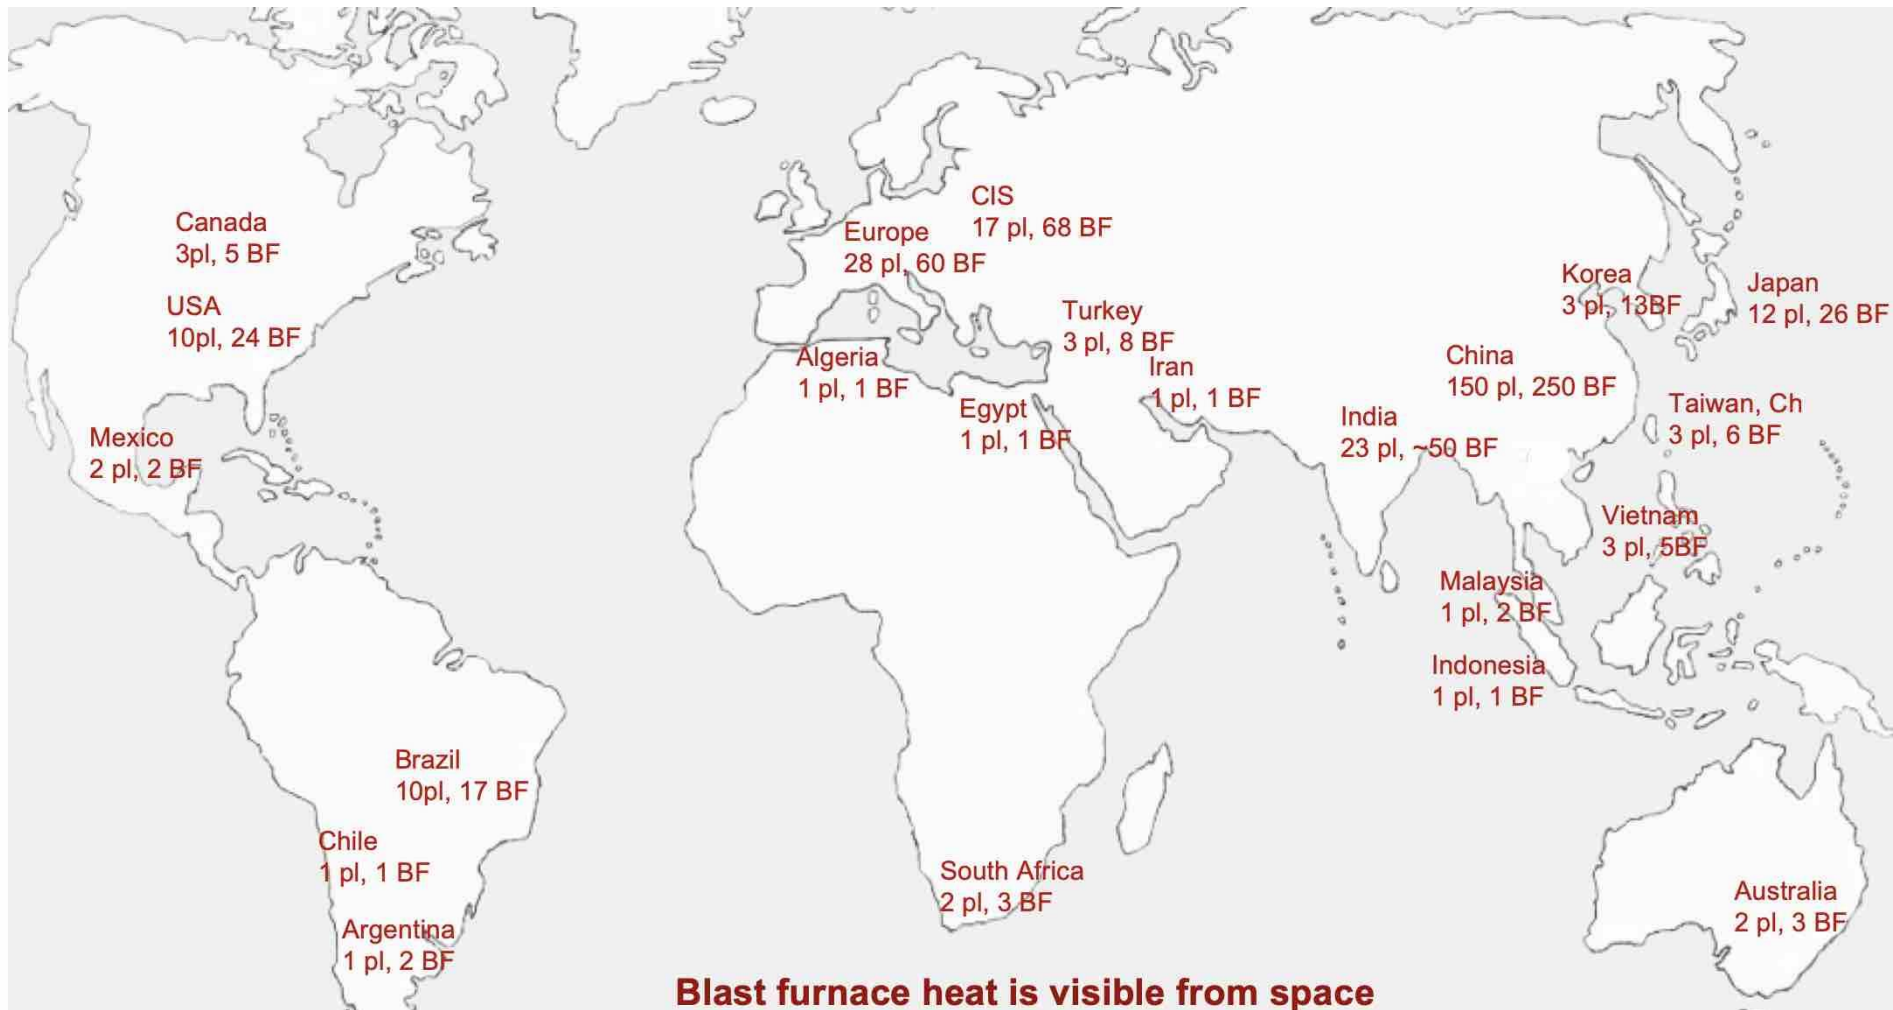 CIS
17 pl, 68 BF
Canada
3pl, 5 BF
Europe
28 pl, 60 BF
Korea
3 pl, 13BF
Japan
12 pl, 26 BF
USA
10pl, 24 BF
Turkey
3 pl, 8 BF
Algeria
1 pl, 1 BF
Iran
1 pl, 1 BF
China
150 pl, 250 BF
Egypt
1 pl, 1 BF
India
23 pl, ~50 BF
Taiwan, Ch
3 pl, 6 BF
Mexico
2 pl, 2 BF
Vietnam
3 pl, 5BF
Malaysia
1 pl, 2 BF
Indonesia
1 pl, 1 BF
Brazil
10pl, 17 BF
Chile
1 pl, 1 BF
South Africa
2 pl, 3 BF
Australia
2 pl, 3 BF
Argentina
1 pl, 2 BF
Blast furnace heat is visible from space